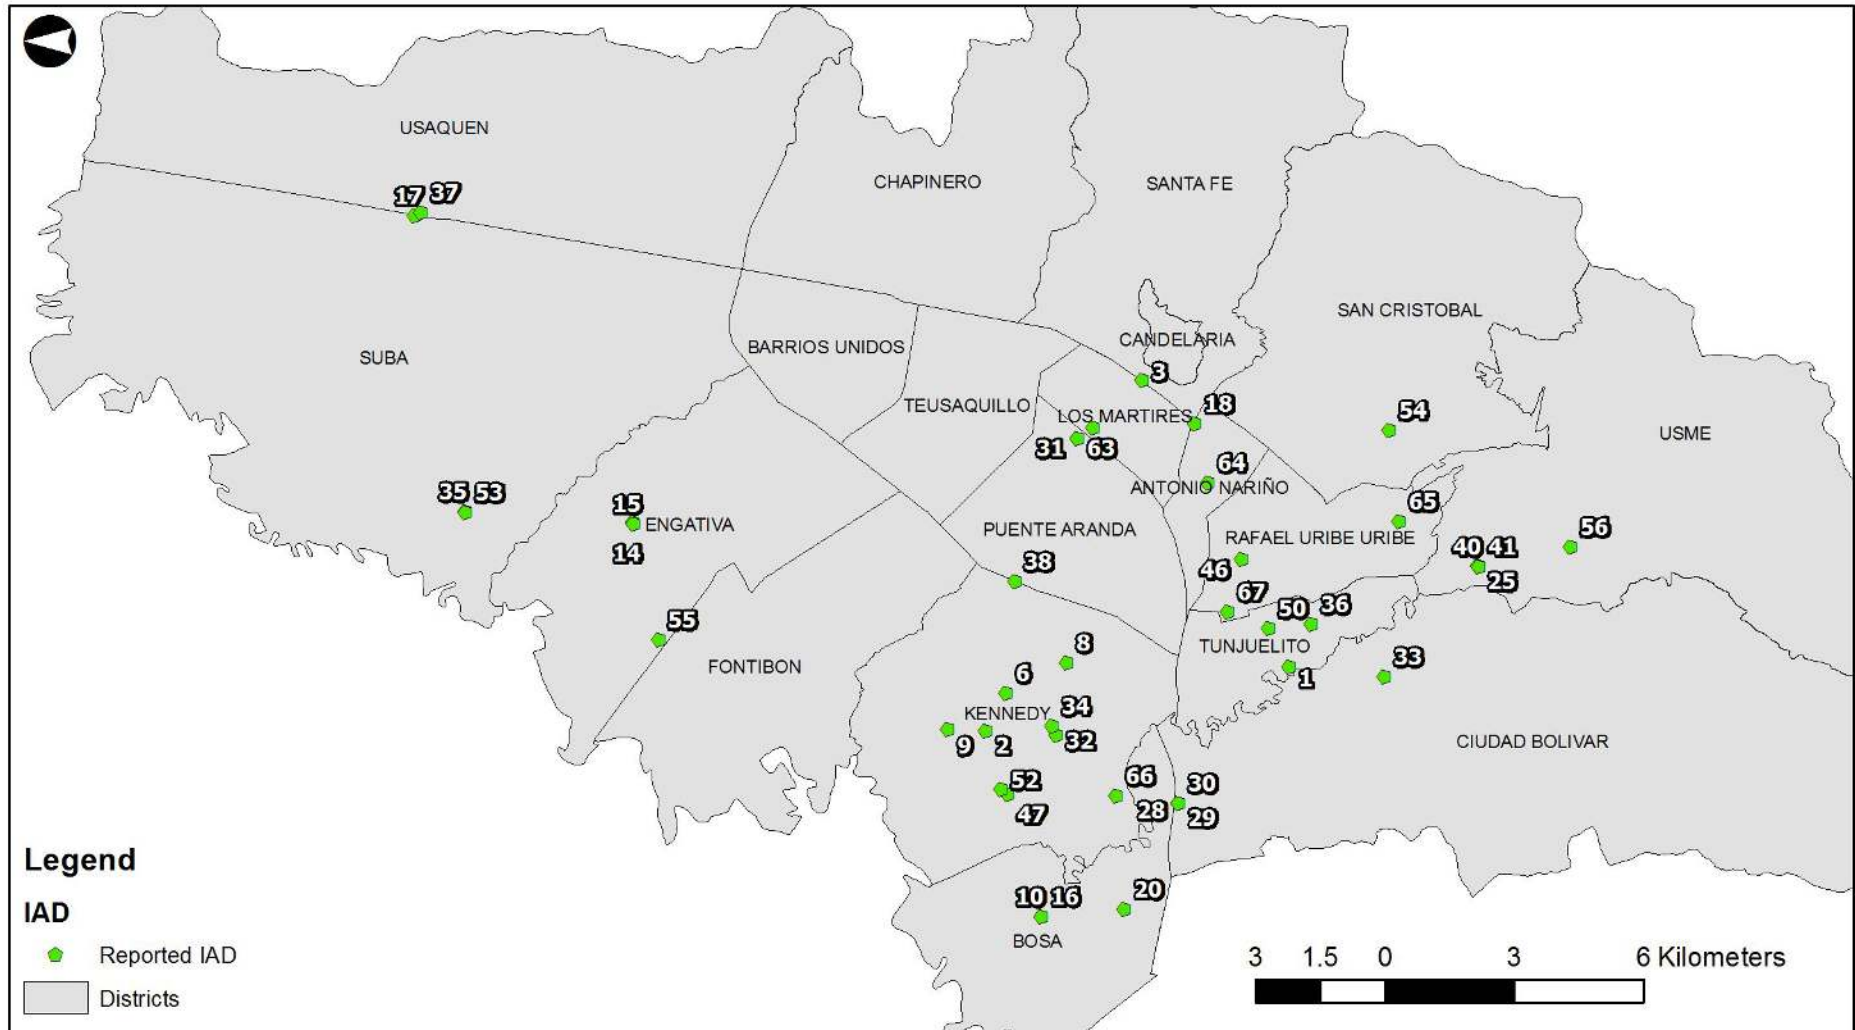 USAQUEN
CHAPINERO
SANTA FE
17 37
SAN CRISTOBAL
CANDELARIA
BARRIOS UNIDOS
SUBA
3
TEUSAQUILLO
LOS MARTIRES
18
54
USME
31 63
64
ANTONIO NARIÑO
35 53
15
ENGATIVA
14
PUENTE ARANDA
65
RAFAEL URIBE URIBE
40 41
25
56
38
46
67
50 36
55
TUNJUELITO
FONTIBON
8
33
1
6
34
KENNEDY
9 2
32
CIUDAD BOLIVAR
52
47
66
28
30
29
10 16
20
BOSA
Legend
IAD
Reported IAD
Districts
3 1.5 0 3 6 Kilometers